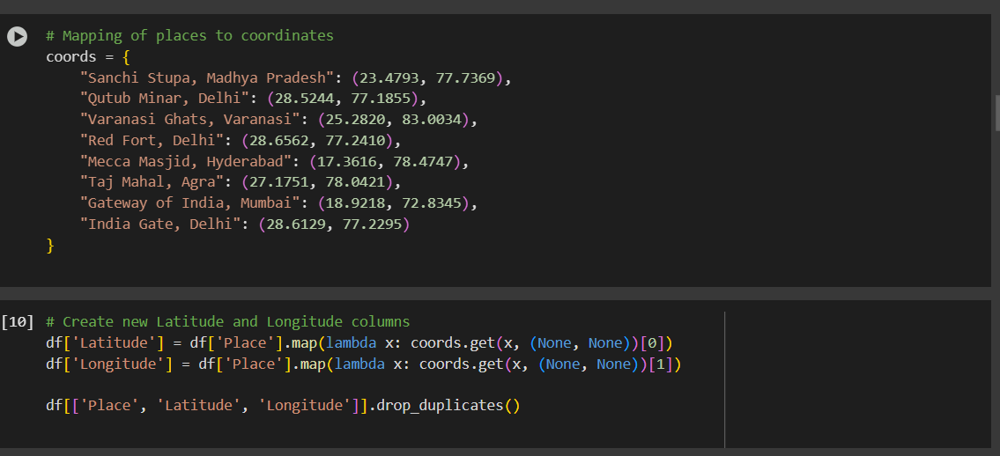 # Mapping of places to coordinates
coords = {
    "Sanchi Stupa, Madhya Pradesh": (23.4793, 77.7369),
    "Qutub Minar, Delhi": (28.5244, 77.1855),
    "Varanasi Ghats, Varanasi": (25.2820, 83.0034),
    "Red Fort, Delhi": (28.6562, 77.2410),
    "Mecca Masjid, Hyderabad": (17.3616, 78.4747),
    "Taj Mahal, Agra": (27.1751, 78.0421),
    "Gateway of India, Mumbai": (18.9218, 72.8345),
    "India Gate, Delhi": (28.6129, 77.2295)
}
[10] # Create new Latitude and Longitude columns
df['Latitude'] = df['Place'].map(lambda x: coords.get(x, (None, None))[0])
df['Longitude'] = df['Place'].map(lambda x: coords.get(x, (None, None))[1])
df[['Place', 'Latitude', 'Longitude']].drop_duplicates()